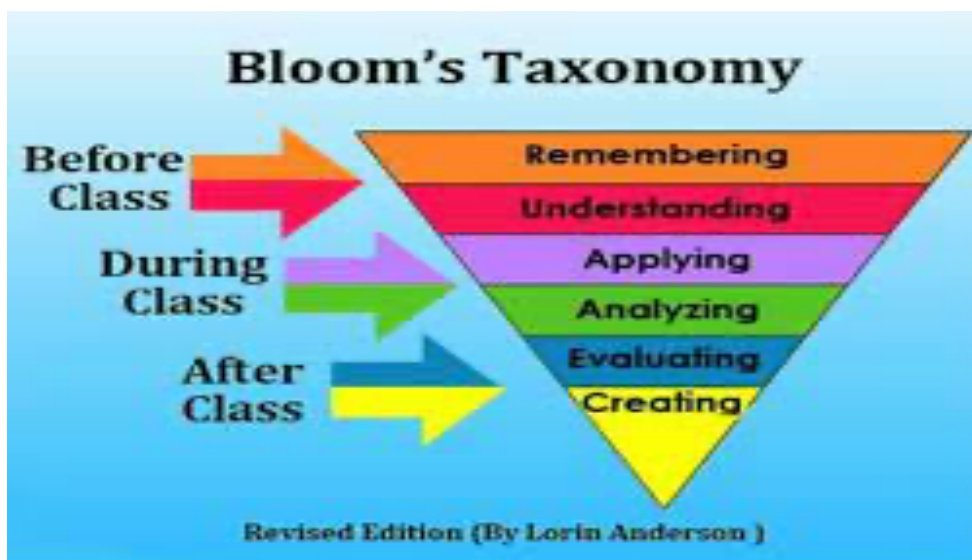 Bloom's Taxonomy
Before
Class
Remembering
Understanding
During
Class
Applying
Analyzing
After
Class
Evaluating
Creating
Revised Edition (By Lorin Anderson )